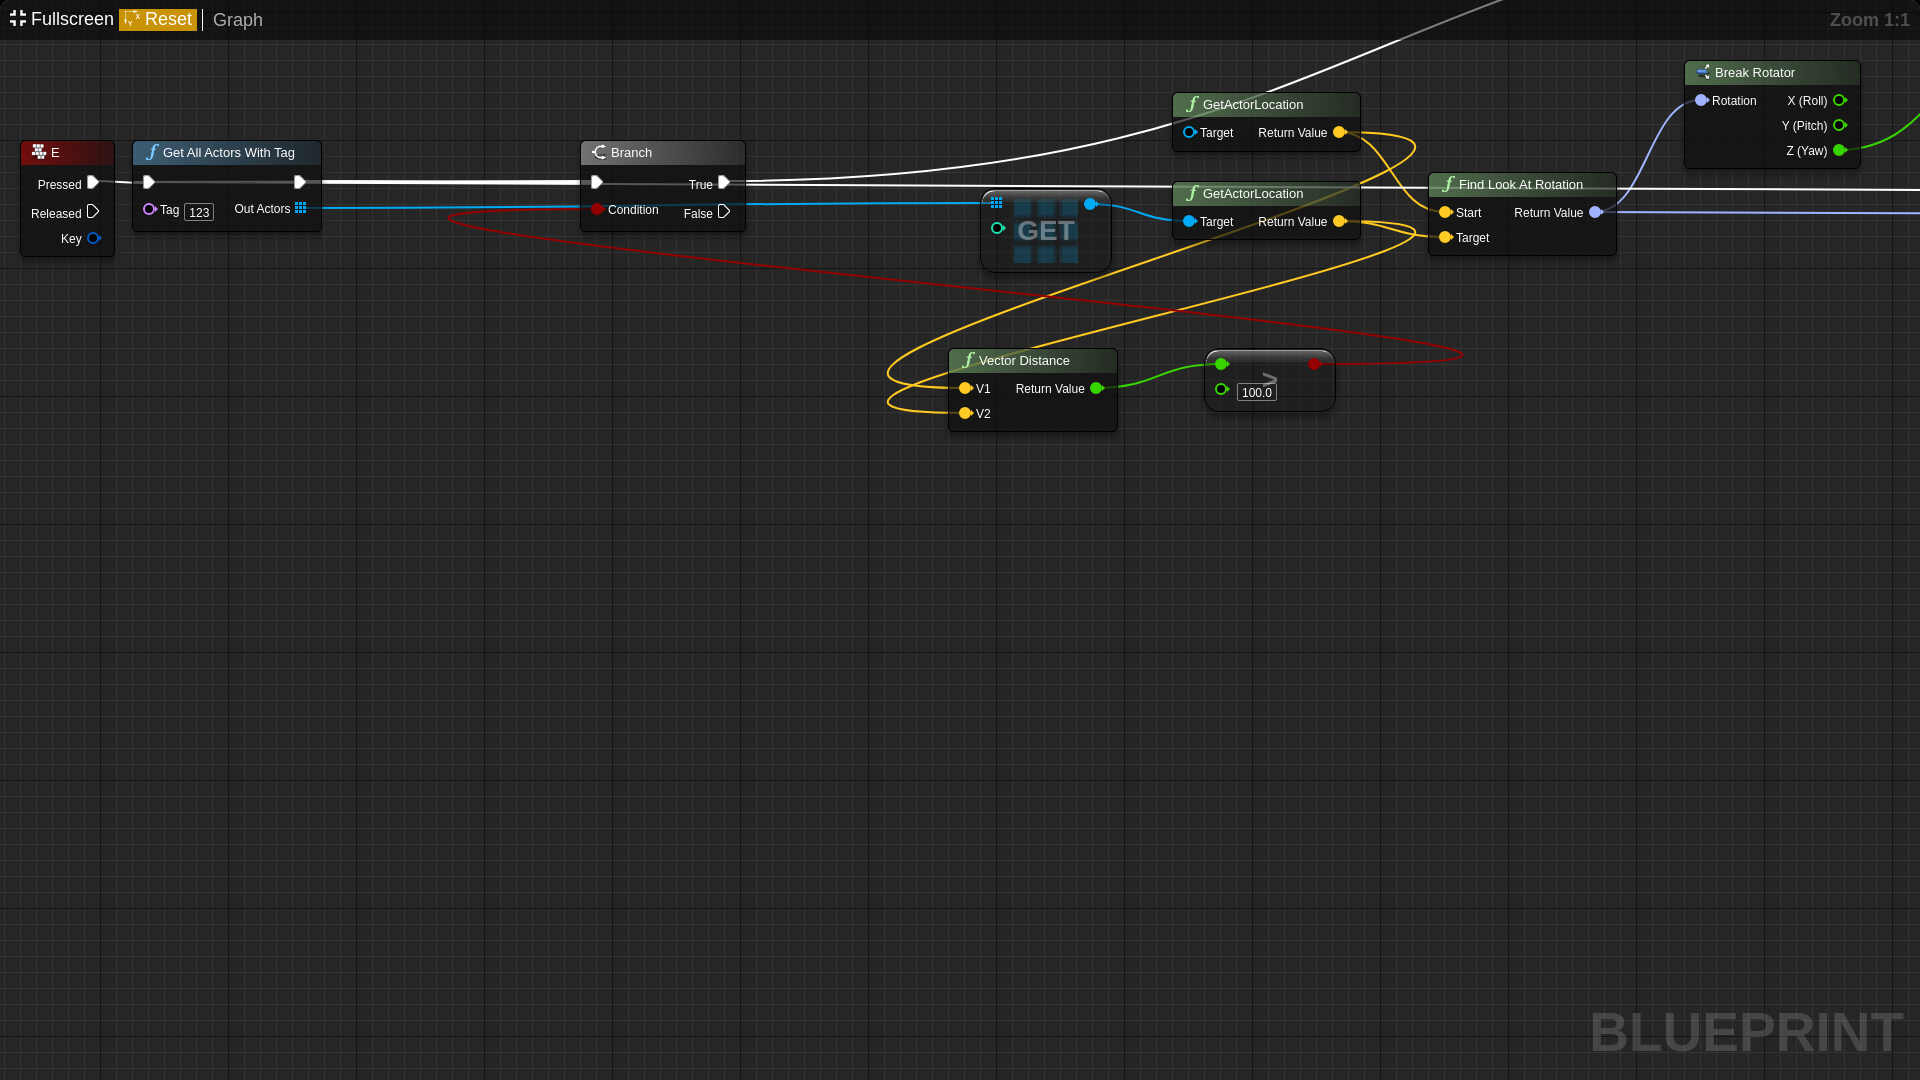 Fullscreen Reset Graph Zoom 1:1
Break Rotator
Rotation X (Roll)
Y (Pitch)
Z (Yaw)
GetActorLocation
Target Return Value
E
Pressed
Released
Key
Get All Actors With Tag
Tag 123 Out Actors
Branch
True
Condition False
GET
GetActorLocation
Target Return Value
Find Look At Rotation
Start Return Value
Target
Vector Distance
V1 Return Value
V2
>
100.0
BLUEPRINT